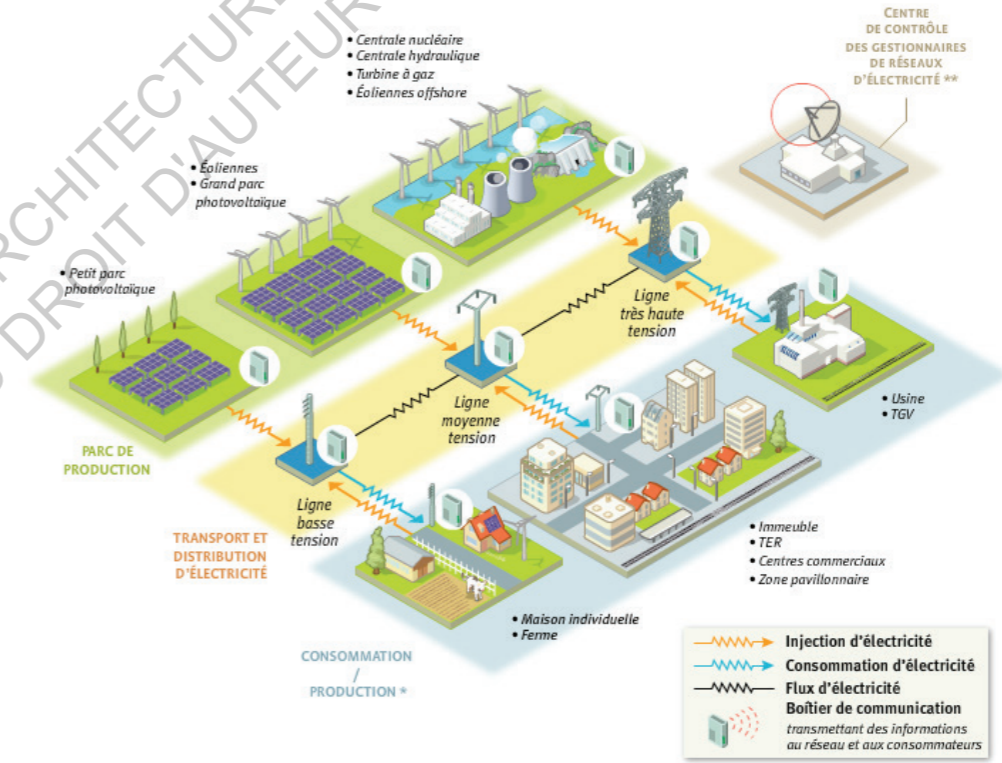 ARCHITECTURE
DROIT D'AUTEUR
• Centrale nucléaire
• Centrale hydraulique
• Turbine à gaz
• Éoliennes offshore
CENTRE
DE CONTRÔLE
DES GESTIONNAIRES
DE RÉSEAUX
D'ÉLECTRICITÉ **
• Éoliennes
• Grand parc
photovoltaïque
• Petit parc
photovoltaïque
Ligne
très haute
tension
• Usine
• TGV
Ligne
moyenne
tension
PARC DE
PRODUCTION
Ligne
basse
tension
TRANSPORT ET
DISTRIBUTION
D'ÉLECTRICITÉ
• Immeuble
• TER
• Centres commerciaux
• Zone pavillonnaire
• Maison individuelle
• Ferme
CONSOMMATION
/
PRODUCTION *
Injection d'électricité
Consommation d'électricité
Flux d'électricité
Boîtier de communication
transmettant des informations
au réseau et aux consommateurs